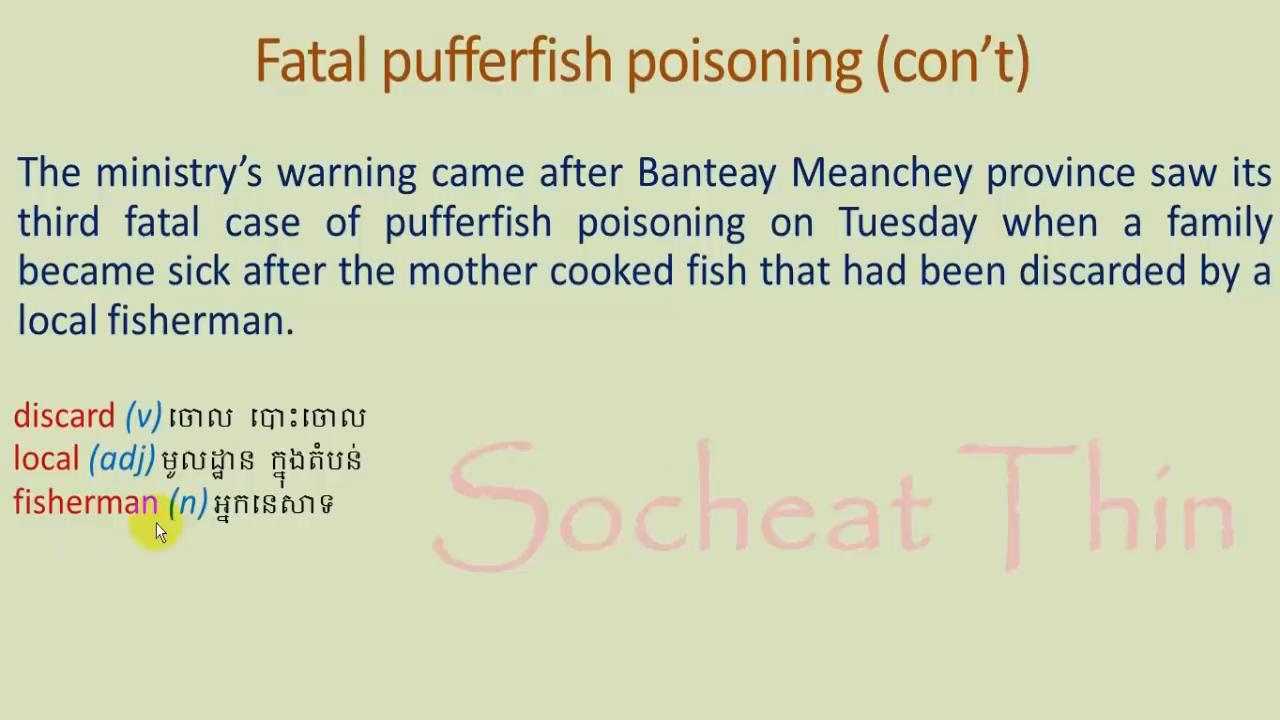 Fatal pufferfish poisoning (con’t)
The ministry’s warning came after Banteay Meanchey province saw its
third fatal case of pufferfish poisoning on Tuesday when a family
became sick after the mother cooked fish that had been discarded by a
local fisherman.
discard (v) ចោល បោះចោល
local (adj) មូលដ្ឋាន ក្នុងតំបន់
fisherman (n) អ្នកនេសាទ
Socheat Thin